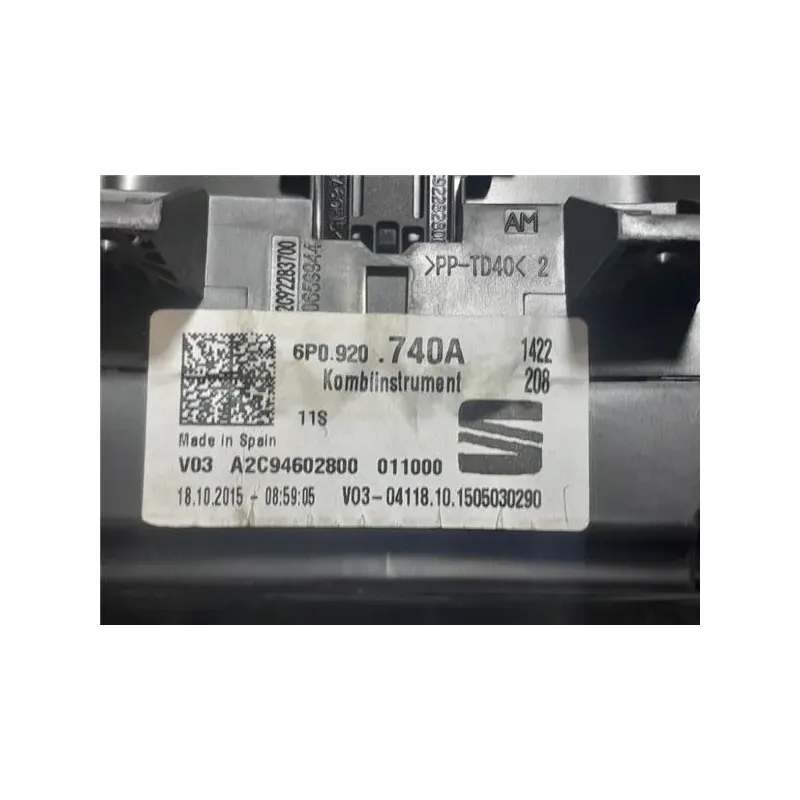 AM
>PP-TD40< 2
2C92283700
6P0.920 .740A 1422
Kombiinstrument 208
11S
Made in Spain
V03 A2C94602800 011000
18.10.2015 - 08:59:05 V03-04118.10.1505030290